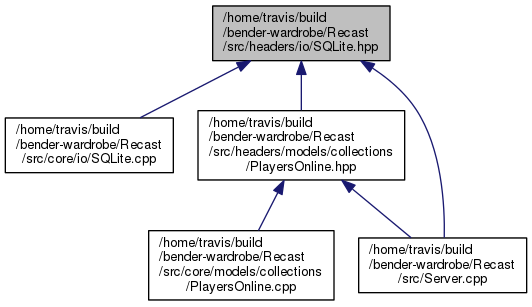 /home/travis/build
/bender-wardrobe/Recast
/src/headers/io/SQLite.hpp
/home/travis/build
/bender-wardrobe/Recast
/src/core/io/SQLite.cpp
/home/travis/build
/bender-wardrobe/Recast
/src/headers/models/collections
/PlayersOnline.hpp
/home/travis/build
/bender-wardrobe/Recast
/src/core/models/collections
/PlayersOnline.cpp
/home/travis/build
/bender-wardrobe/Recast
/src/Server.cpp